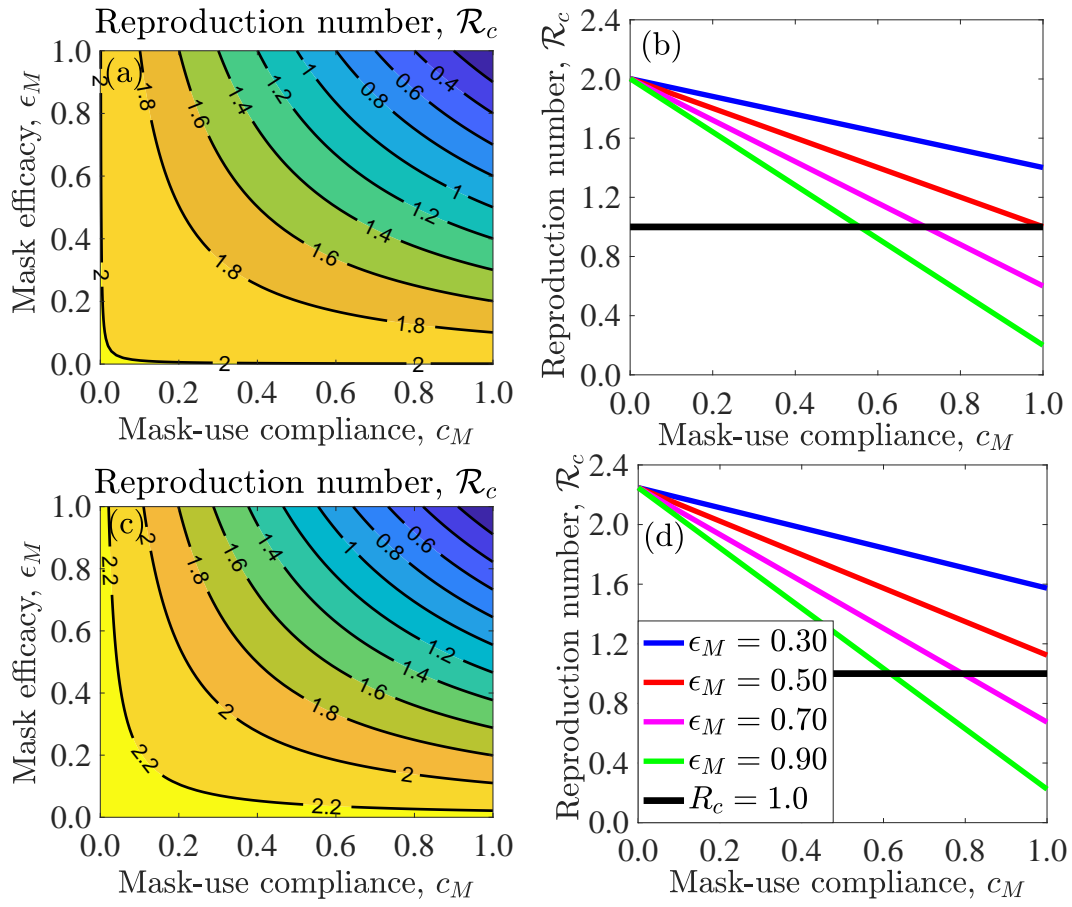 Reproduction number, ℛc
(a)
Mask efficacy, ϵM
1.0
0.8
0.6
0.4
0.2
0.0
2
1.8
1.6
1.4
1.2
1
0.8
0.6
0.4
1
1.2
1.4
1.6
1.8
2
2
2
0.0 0.2 0.4 0.6 0.8 1.0
Mask-use compliance, cM
(b)
Reproduction number, ℛc
2.4
2.0
1.6
1.2
0.8
0.4
0.0
0.0 0.2 0.4 0.6 0.8 1.0
Mask-use compliance, cM
Reproduction number, ℛc
(c)
Mask efficacy, ϵM
1.0
0.8
0.6
0.4
0.2
0.0
2.2
2
1.8
1.6
1.4
1
0.8
0.6
1.2
1.4
1.6
1.8
2
2
2.2
2.2
0.0 0.2 0.4 0.6 0.8 1.0
Mask-use compliance, cM
(d)
Reproduction number, ℛc
2.4
2.0
1.6
1.2
0.8
0.4
0.0
ϵM = 0.30
ϵM = 0.50
ϵM = 0.70
ϵM = 0.90
Rc = 1.0
0.0 0.2 0.4 0.6 0.8 1.0
Mask-use compliance, cM